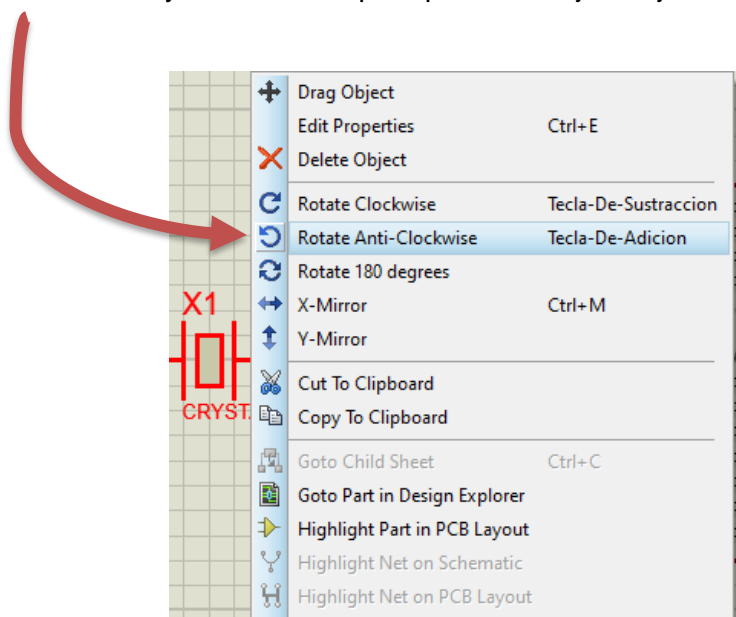 Drag Object
Edit Properties Ctrl+E
Delete Object
Rotate Clockwise Tecla-De-Sustraccion
Rotate Anti-Clockwise Tecla-De-Adicion
Rotate 180 degrees
X-Mirror Ctrl+M
Y-Mirror
X1
Cut To Clipboard
CRYST
Copy To Clipboard
Goto Child Sheet Ctrl+C
Goto Part in Design Explorer
Highlight Part in PCB Layout
Highlight Net on Schematic
Highlight Net on PCB Layout